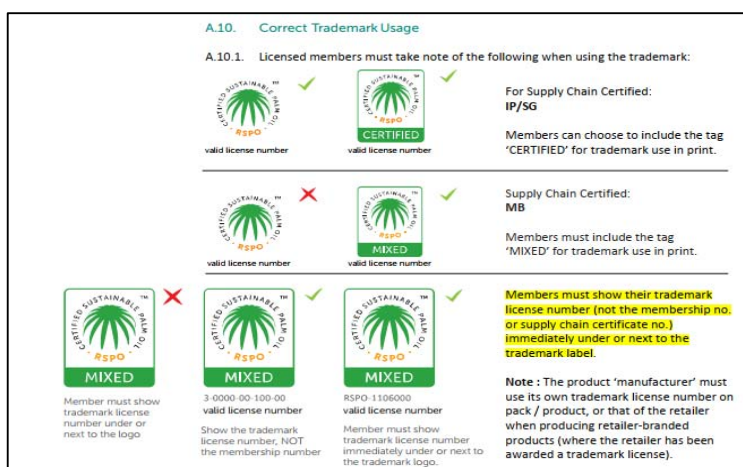 A.10. Correct Trademark Usage
A.10.1. Licensed members must take note of the following when using the trademark:
CERTIFIED SUSTAINABLE PALM OIL
TM
· RSPO ·
valid license number
CERTIFIED SUSTAINABLE PALM OIL
TM
· RSPO ·
CERTIFIED
valid license number
For Supply Chain Certified:
IP/SG
Members can choose to include the tag
‘CERTIFIED’ for trademark use in print.
CERTIFIED SUSTAINABLE PALM OIL
TM
· RSPO ·
valid license number
CERTIFIED SUSTAINABLE PALM OIL
TM
· RSPO ·
MIXED
valid license number
Supply Chain Certified:
MB
Members must include the tag
‘MIXED’ for trademark use in print.
CERTIFIED SUSTAINABLE PALM OIL
TM
· RSPO ·
MIXED
Member must show
trademark license
number under or
next to the logo
CERTIFIED SUSTAINABLE PALM OIL
TM
· RSPO ·
MIXED
3-0000-00-100-00
valid license number
Show the trademark
license number, NOT
the membership number
CERTIFIED SUSTAINABLE PALM OIL
TM
· RSPO ·
MIXED
RSPO-1106000
valid license number
Member must show
trademark license number
immediately under or next to
the trademark logo.
Members must show their trademark
license number (not the membership no.
or supply chain certificate no.)
immediately under or next to the
trademark label.
Note : The product ‘manufacturer’ must
use its own trademark license number on
pack / product, or that of the retailer
when producing retailer-branded
products (where the retailer has been
awarded a trademark license).